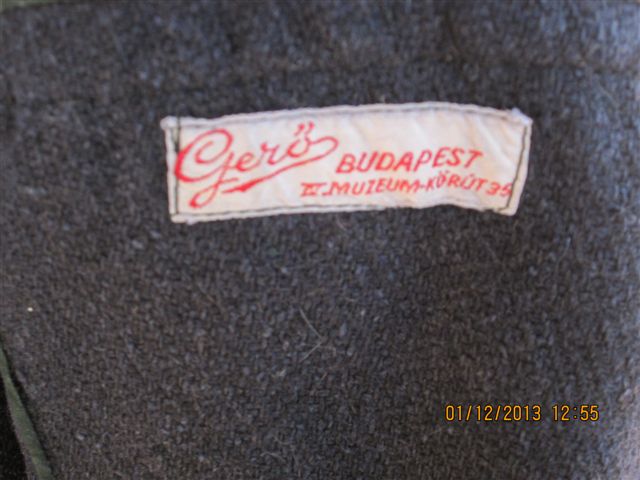 Gerő BUDAPEST
IV. MUZEUM-KÖRÚT 35
01/12/2013 12:55